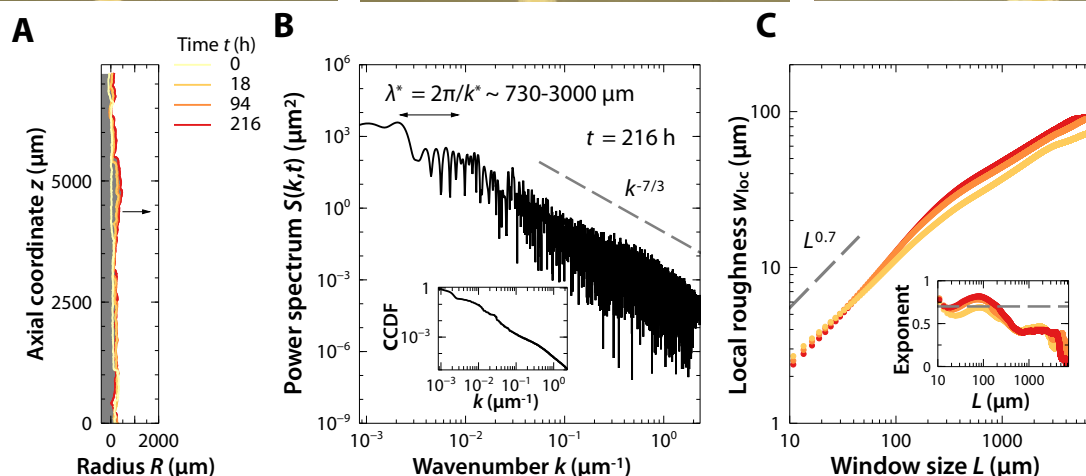 A
Time t (h)
0
18
94
216
Axial coordinate z (μm)
5000
2500
0
0
2000
Radius R (μm)
B
Power spectrum S(k,t) (μm²)
10⁶
10³
10⁰
10⁻³
10⁻⁶
10⁻⁹
λ* = 2π/k* ~ 730-3000 μm
t = 216 h
k⁻⁷/³
CCDF
1
10⁻³
10⁻³
10⁻²
10⁻¹
10⁰
k (μm⁻¹)
10⁻³
10⁻²
10⁻¹
10⁰
Wavenumber k (μm⁻¹)
C
Local roughness wloc (μm)
100
10
1
L⁰·⁷
Exponent
1
0.5
0
10
100
1000
L (μm)
10
100
1000
Window size L (μm)